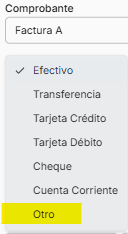 Comprobante
Factura A
Efectivo
Transferencia
Tarjeta Crédito
Tarjeta Débito
Cheque
Cuenta Corriente
Otro